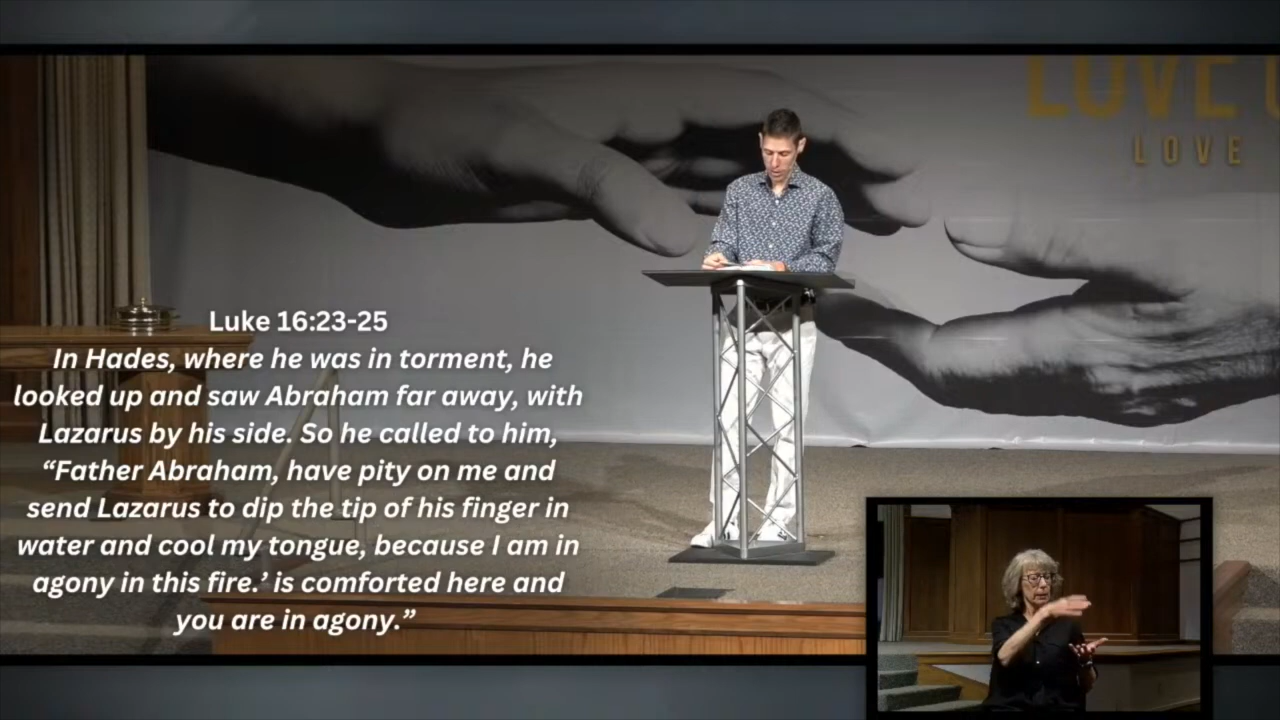 LOVE
LOVE
Luke 16:23-25
In Hades, where he was in torment, he
looked up and saw Abraham far away, with
Lazarus by his side. So he called to him,
“Father Abraham, have pity on me and
send Lazarus to dip the tip of his finger in
water and cool my tongue, because I am in
agony in this fire.’ is comforted here and
you are in agony.”